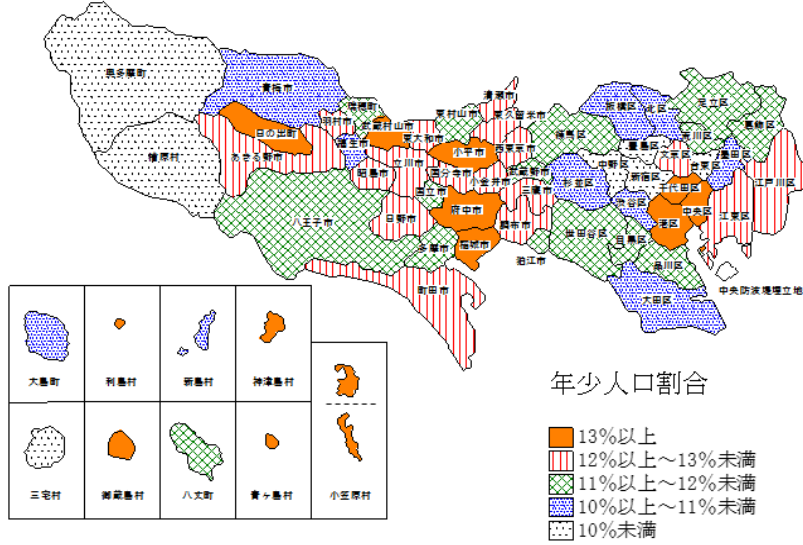 奥多摩町
檜原村
青梅市
日の出町
あきる野市
瑞穂町
羽村市
福生市
武蔵村山市
東大和市
東村山市
清瀬市
東久留米市
昭島市
立川市
小平市
西東京市
国分寺市
小金井市
武蔵野市
三鷹市
国立市
府中市
調布市
八王子市
日野市
多摩市
稲城市
狛江市
町田市
練馬区
板橋区
北区
足立区
葛飾区
荒川区
豊島区
中野区
杉並区
新宿区
文京区
台東区
墨田区
江戸川区
千代田区
中央区
渋谷区
港区
江東区
世田谷区
目黒区
品川区
大田区
中央防波堤埋立地
大島町
利島村
新島村
神津島村
三宅村
御蔵島村
八丈町
青ヶ島村
小笠原村
年少人口割合
13%以上
12%以上～13%未満
11%以上～12%未満
10%以上～11%未満
10%未満